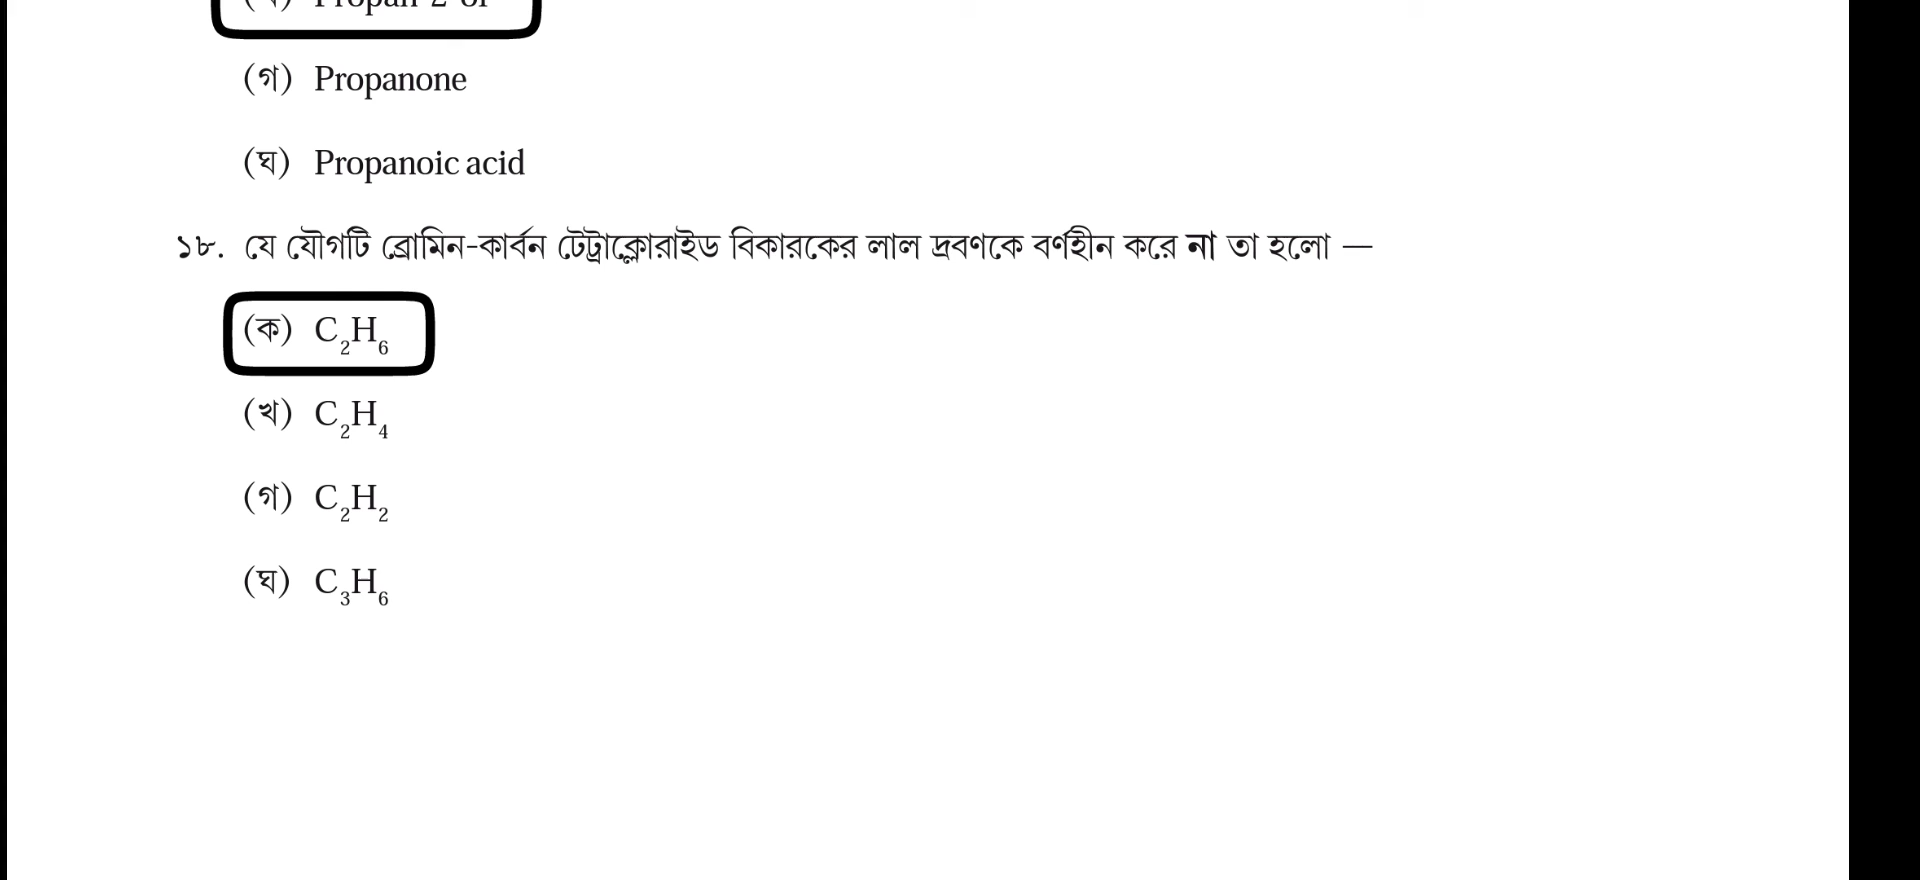 (গ) Propanone
(ঘ) Propanoic acid
১৮. যে যৌগটি ব্রোমিন-কার্বন টেট্রাক্লোরাইড বিকারকের লাল দ্রবণকে বর্ণহীন করে না তা হলো —
(ক) C₂H₆
(খ) C₂H₄
(গ) C₂H₂
(ঘ) C₃H₆